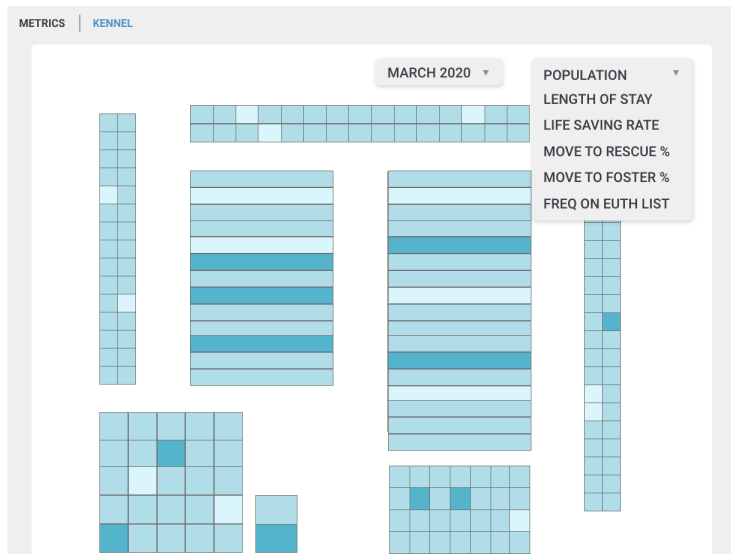 METRICS | KENNEL
MARCH 2020 ▼
POPULATION ▼
LENGTH OF STAY
LIFE SAVING RATE
MOVE TO RESCUE %
MOVE TO FOSTER %
FREQ ON EUTH LIST